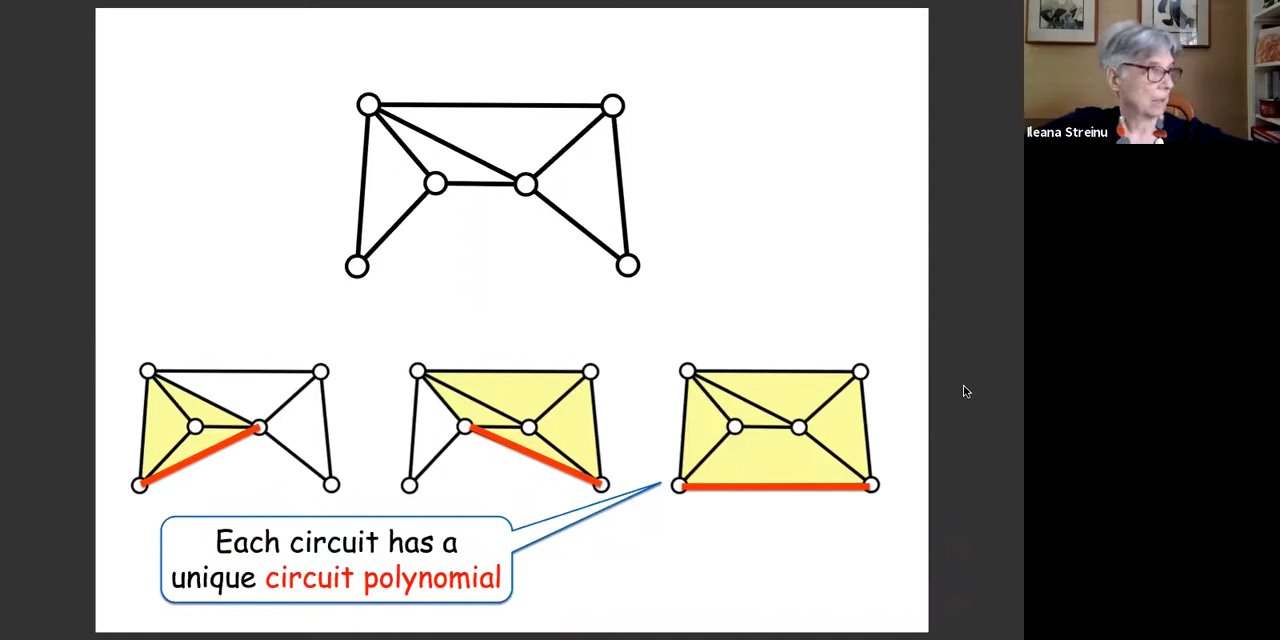 Ileana Streinu
Each circuit has a
unique circuit polynomial